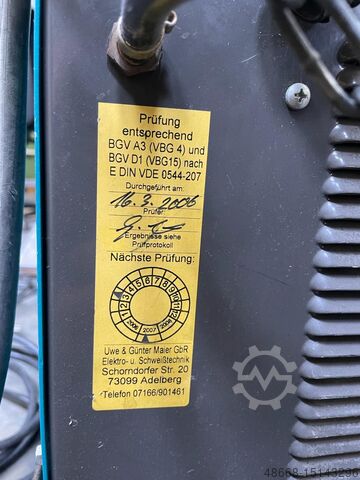 Prüfung
entsprechend
BGV A3 (VBG 4) und
BGV D1 (VBG15) nach
E DIN VDE 0544-207
Durchgeführt am:
16.3.2006
Prüfer:
Ergebnisse siehe
Prüfprotokoll
Nächste Prüfung:
1 2 3 4 5 6 7 8 9 10 11 12
2006 2007 2008
Uwe & Günter Maier GbR
Elektro- u. Schweißtechnik
Schorndorfer Str. 20
73099 Adelberg
Telefon 07166/901461
48668-15143296